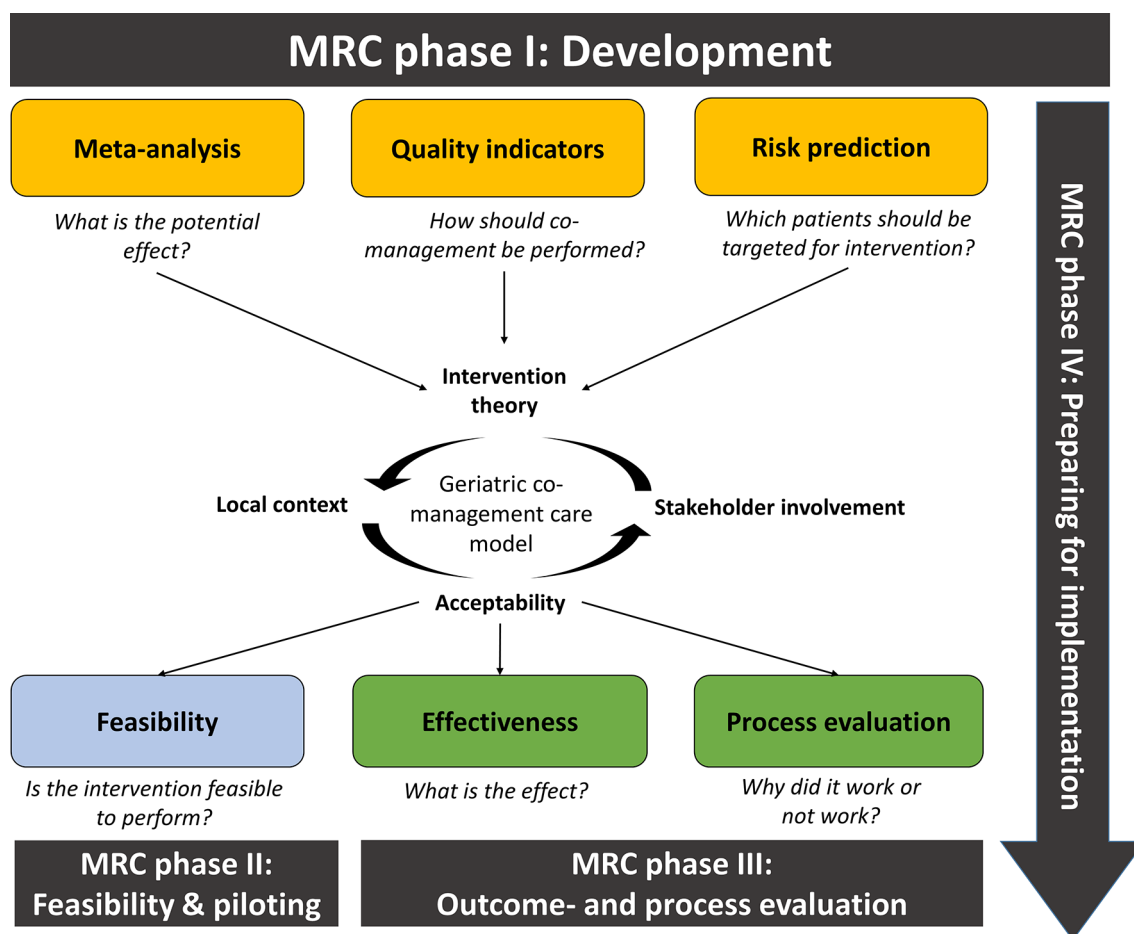 MRC phase I: Development
Meta-analysis
Quality indicators
Risk prediction
What is the potential
effect?
How should co-
management be performed?
Which patients should be
targeted for intervention?
Intervention
theory
Local context
Geriatric co-
management care
model
Stakeholder involvement
Acceptability
Feasibility
Effectiveness
Process evaluation
Is the intervention feasible
to perform?
What is the effect?
Why did it work or
not work?
MRC phase II:
Feasibility & piloting
MRC phase III:
Outcome- and process evaluation
MRC phase IV: Preparing for implementation